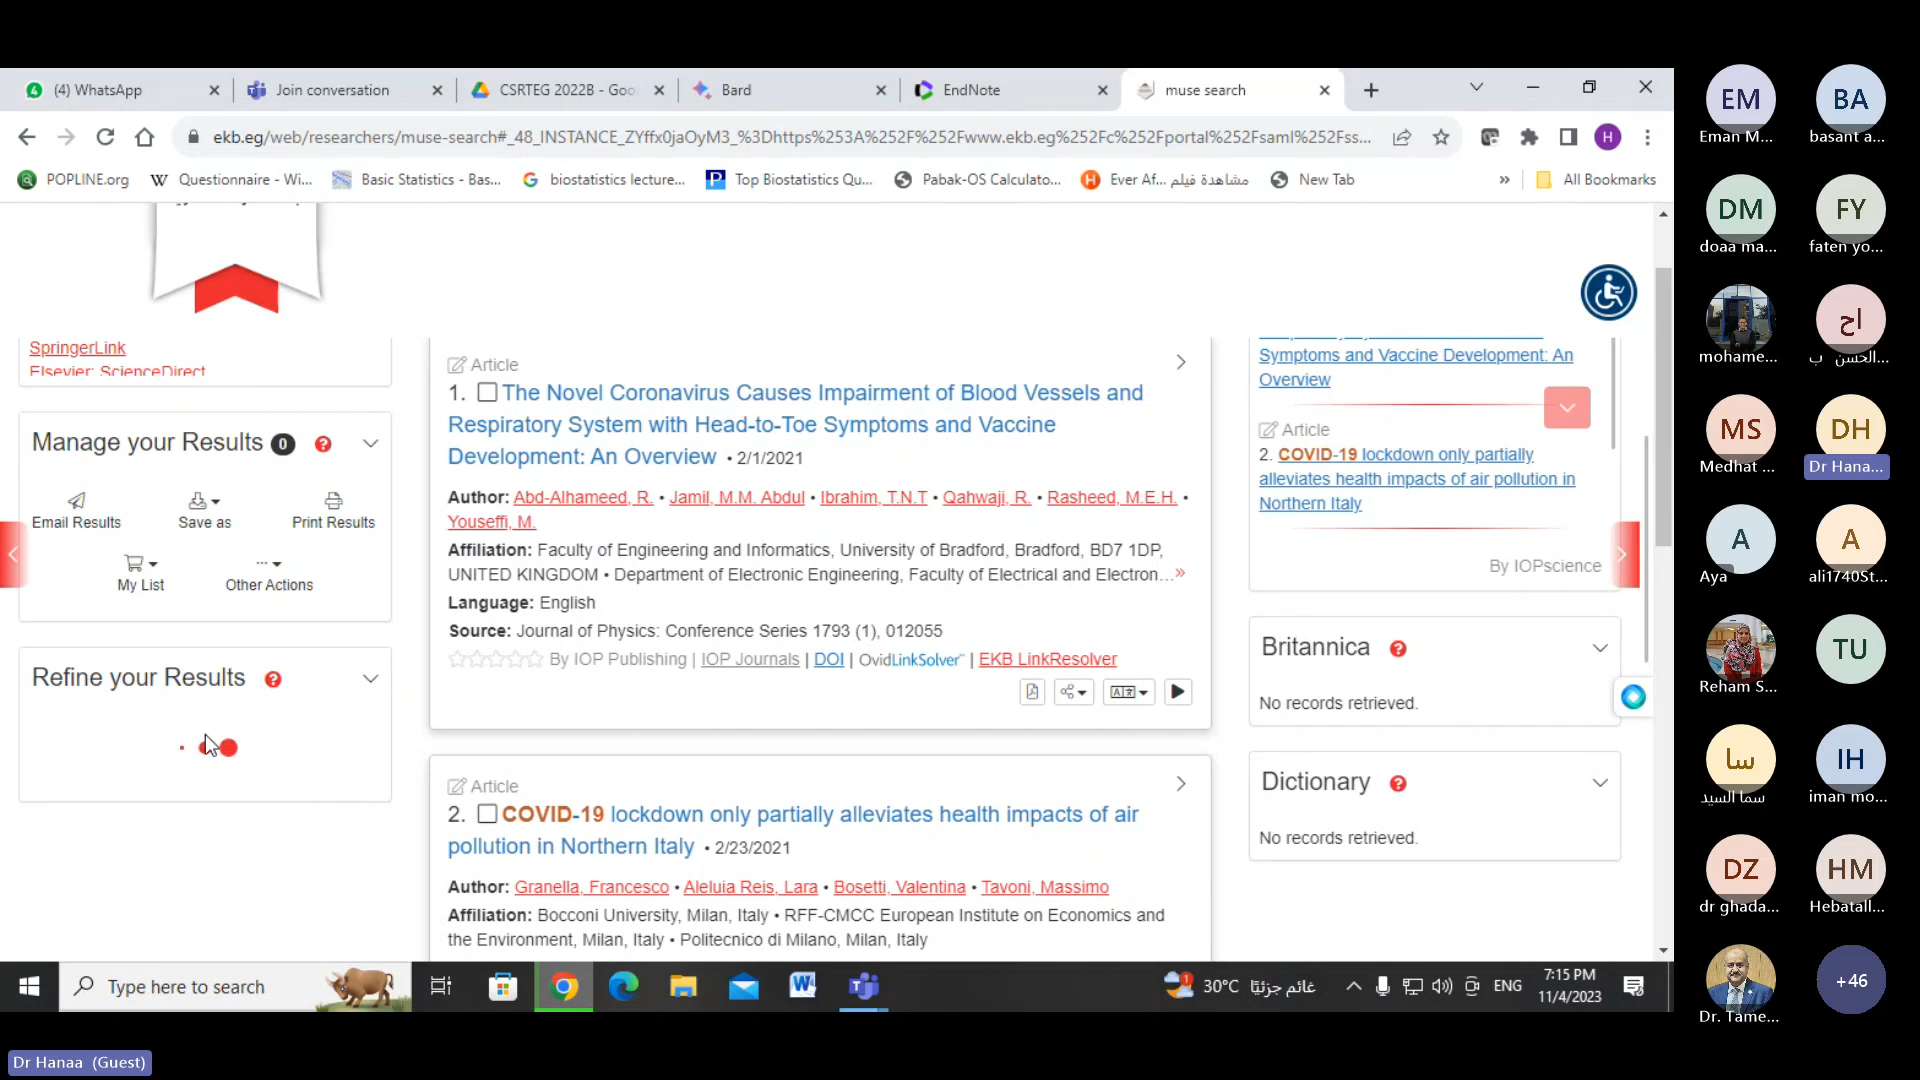 (4) WhatsApp
Join conversation
CSRTEG 2022B - Goo
Bard
EndNote
muse search
ekb.eg/web/researchers/muse-search#_48_INSTANCE_ZYffx0jaOyM3_%3Dhttps%253A%252F%252Fwww.ekb.eg%252Fc%252Fportal%252Fsaml%252Fss...
H
POPLINE.org
Questionnaire - Wi...
Basic Statistics - Bas...
biostatistics lecture...
Top Biostatistics Qu...
Pabak-OS Calculato...
Ever Af... مشاهدة فيلم
New Tab
All Bookmarks
SpringerLink
Elsevier: ScienceDirect
Manage your Results 0
Email Results
Save as
Print Results
My List
Other Actions
Refine your Results
Article
1. The Novel Coronavirus Causes Impairment of Blood Vessels and
Respiratory System with Head-to-Toe Symptoms and Vaccine
Development: An Overview • 2/1/2021
Author: Abd-Alhameed, R. • Jamil, M.M. Abdul • Ibrahim, T.N.T • Qahwaji, R. • Rasheed, M.E.H. •
Youseffi, M.
Affiliation: Faculty of Engineering and Informatics, University of Bradford, Bradford, BD7 1DP,
UNITED KINGDOM • Department of Electronic Engineering, Faculty of Electrical and Electron...»
Language: English
Source: Journal of Physics: Conference Series 1793 (1), 012055
By IOP Publishing | IOP Journals | DOI | OvidLinkSolver™ | EKB LinkResolver
Article
2. COVID-19 lockdown only partially alleviates health impacts of air
pollution in Northern Italy • 2/23/2021
Author: Granella, Francesco • Aleluia Reis, Lara • Bosetti, Valentina • Tavoni, Massimo
Affiliation: Bocconi University, Milan, Italy • RFF-CMCC European Institute on Economics and
the Environment, Milan, Italy • Politecnico di Milano, Milan, Italy
Symptoms and Vaccine Development: An
Overview
Article
2. COVID-19 lockdown only partially
alleviates health impacts of air pollution in
Northern Italy
By IOPscience
Britannica
No records retrieved.
Dictionary
No records retrieved.
Type here to search
30°C غائم جزئيًا
ENG
7:15 PM
11/4/2023
EM
Eman M...
BA
basant a...
DM
doaa ma...
FY
faten yo...
mohame...
اح
الحسن ب...
MS
Medhat ...
DH
Dr Hana...
A
Aya
A
ali1740St...
Reham S...
TU
سا
سما السيد
IH
iman mo...
DZ
dr ghada...
HM
Hebatall...
Dr. Tame...
+46
Dr Hanaa (Guest)